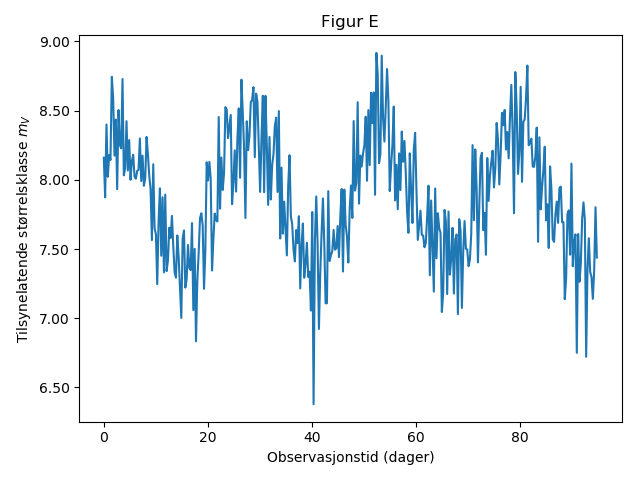 Figur E
9.00
8.50
8.00
7.50
7.00
6.50
Tilsynelatende størrelsklasse m_V
0 20 40 60 80
Observasjonstid (dager)